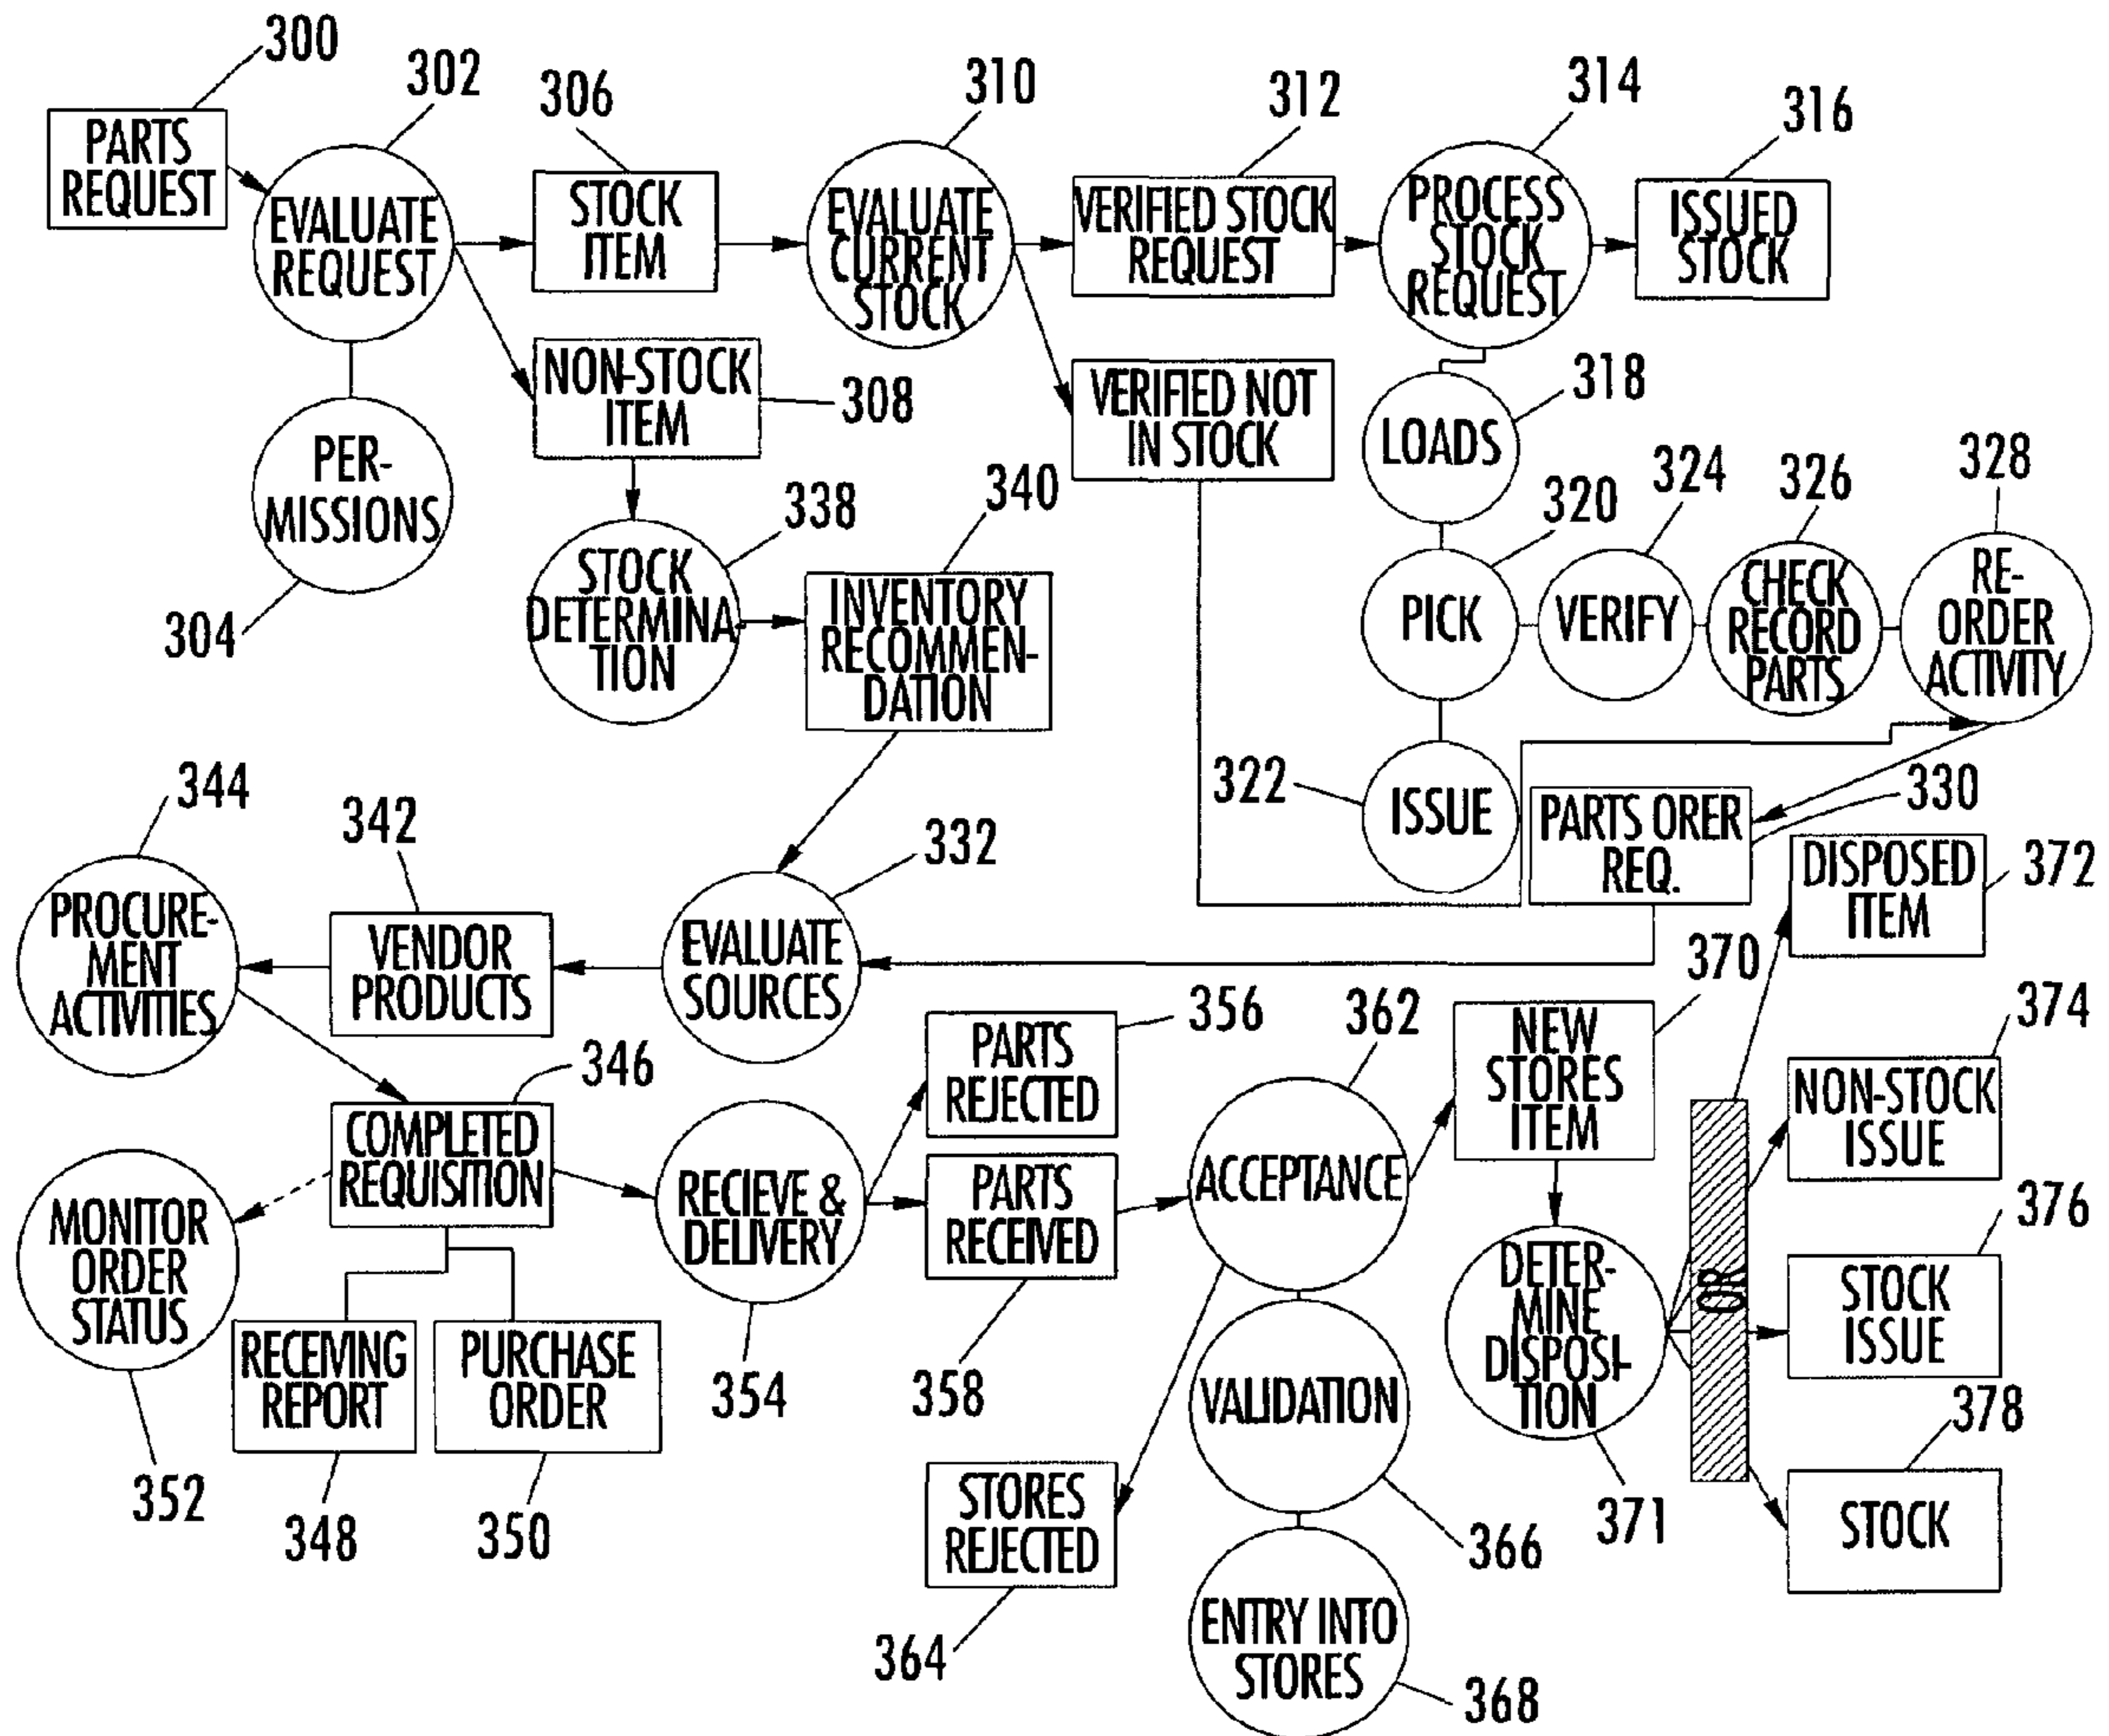 300
302
306
310
312
314
316
PARTS
REQUEST
EVALUATE
REQUEST
STOCK
ITEM
EVALUATE
CURRENT
STOCK
VERIFIED STOCK
REQUEST
PROCESS
STOCK
REQUEST
ISSUED
STOCK
NON-STOCK
ITEM
308
VERIFIED NOT
IN STOCK
LOADS
318
PER-
MISSIONS
304
STOCK
DETERMINA
TION
338
INVENTORY
RECOMMEN-
DATION
340
PICK
320
VERIFY
324
CHECK
RECORD
PARTS
326
RE-
ORDER
ACTIVITY
328
ISSUE
322
PARTS ORER
REQ.
330
344
PROCURE-
MENT
ACTIVITIES
342
VENDOR
PRODUCTS
332
EVALUATE
SOURCES
DISPOSED
ITEM
372
346
COMPLETED
REQUISITION
356
PARTS
REJECTED
362
ACCEPTANCE
370
NEW
STORES
ITEM
374
NON-STOCK
ISSUE
MONITOR
ORDER
STATUS
352
RECEIVING
REPORT
348
PURCHASE
ORDER
350
RECIEVE &
DELIVERY
354
PARTS
RECEIVED
358
VALIDATION
366
DETER-
MINE
DISPOSI-
TION
371
OR
376
STOCK
ISSUE
378
STOCK
STORES
REJECTED
364
ENTRY INTO
STORES
368